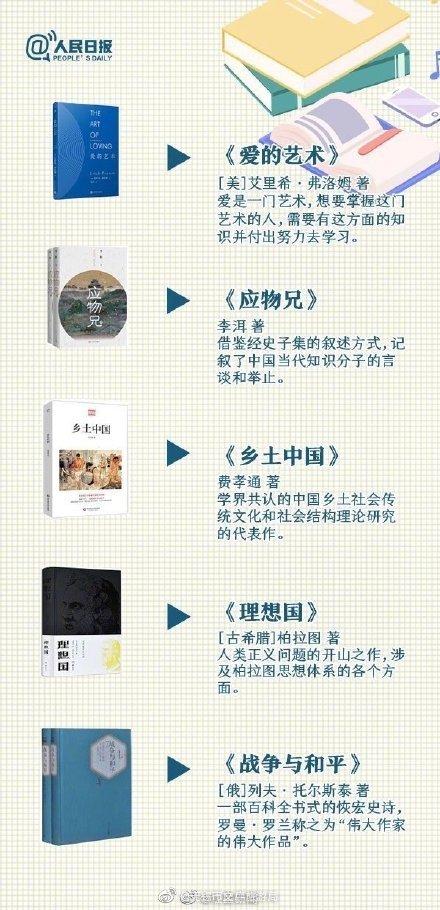 人民日报
PEOPLE'S DAILY
THE
ART
OF
LOVING
爱的艺术
《爱的艺术》
[美]艾里希·弗洛姆 著
爱是一门艺术,想要掌握这门
艺术的人,需要有这方面的知
识并付出努力去学习。
应物兄
《应物兄》
李洱 著
借鉴经史子集的叙述方式,记
叙了中国当代知识分子的言
谈和举止。
乡土中国
《乡土中国》
费孝通 著
学界共认的中国乡土社会传
统文化和社会结构理论研究
的代表作。
理想国
《理想国》
[古希腊]柏拉图 著
人类正义问题的开山之作,涉
及柏拉图思想体系的各个方
面。
战争与和平
《战争与和平》
[俄]列夫·托尔斯泰 著
一部百科全书式的恢宏史诗,
罗曼·罗兰称之为“伟大作家
的伟大作品”。